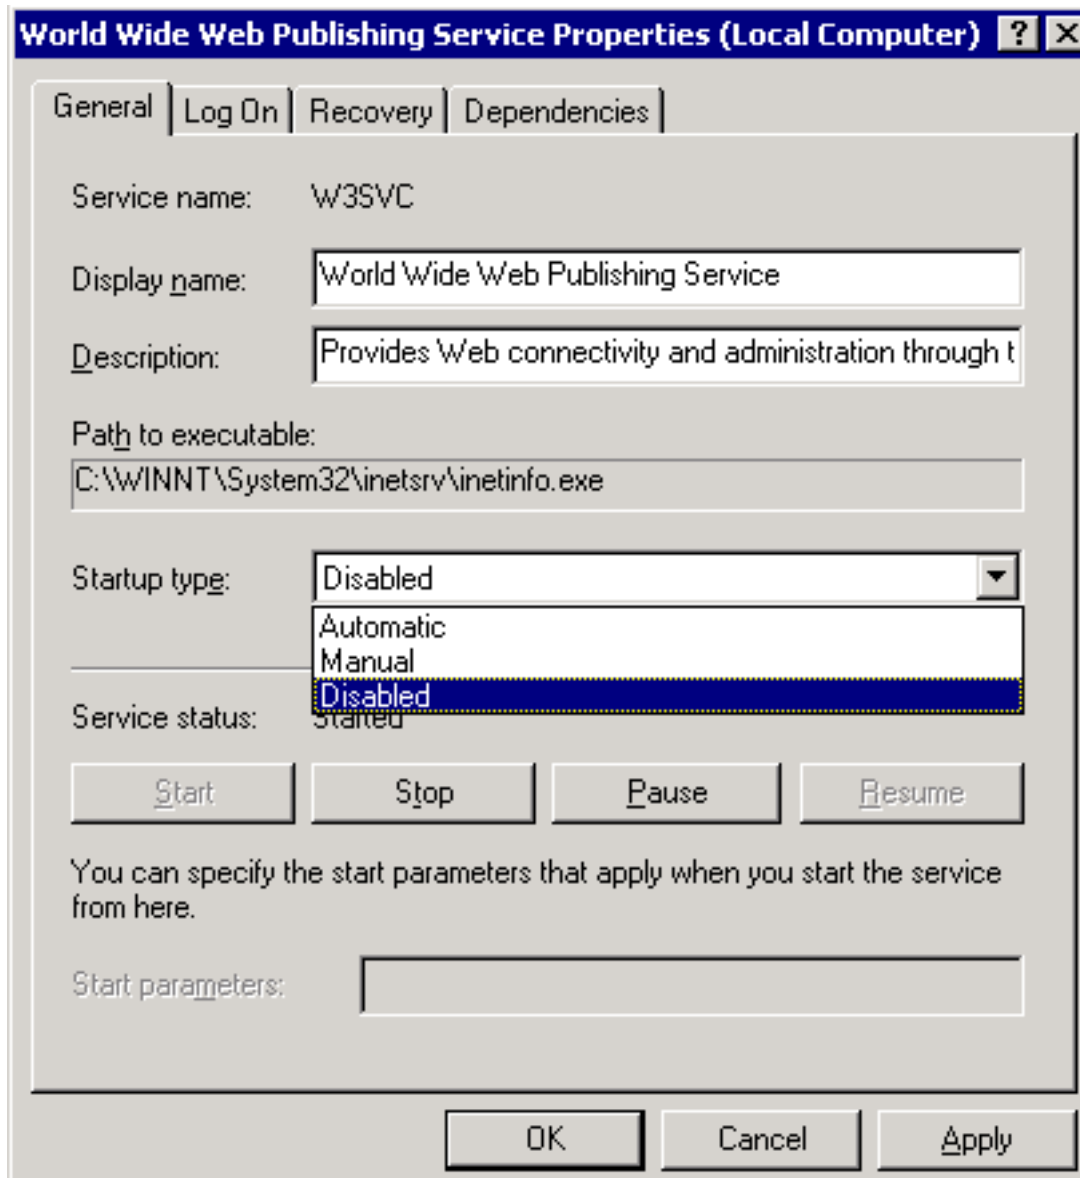 World Wide Web Publishing Service Properties (Local Computer)
General Log On Recovery Dependencies
Service name: W3SVC
Display name: World Wide Web Publishing Service
Description: Provides Web connectivity and administration through t
Path to executable:
C:\WINNT\System32\inetsrv\inetinfo.exe
Startup type: Disabled
Automatic
Manual
Disabled
Service status: Started
Start Stop Pause Resume
You can specify the start parameters that apply when you start the service
from here.
Start parameters:
OK Cancel Apply